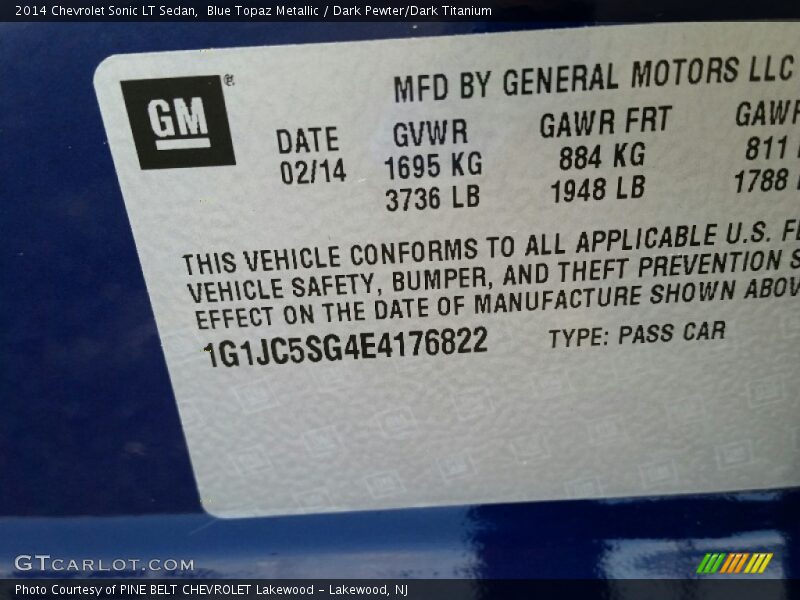 2014 Chevrolet Sonic LT Sedan,  Blue Topaz Metallic / Dark Pewter/Dark Titanium
GM ®
MFD BY GENERAL MOTORS LLC
DATE GVWR GAWR FRT GAWR
02/14 1695 KG 884 KG 811
3736 LB 1948 LB 1788
THIS VEHICLE CONFORMS TO ALL APPLICABLE U.S.
VEHICLE SAFETY, BUMPER, AND THEFT PREVENTION
EFFECT ON THE DATE OF MANUFACTURE SHOWN ABOV
1G1JC5SG4E4176822 TYPE: PASS CAR
GTCARLOT.COM
Photo Courtesy of PINE BELT CHEVROLET Lakewood - Lakewood, NJ